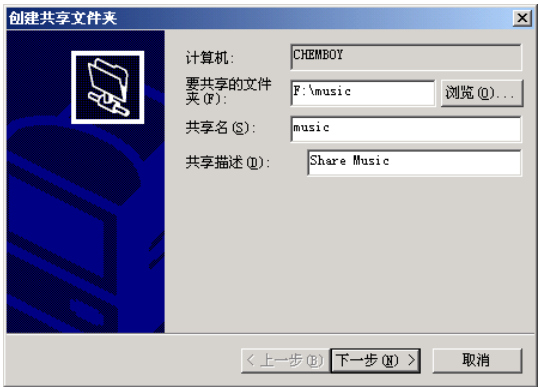 创建共享文件夹
计算机:
CHEMBOY
要共享的文件
夹(F):
F:\music
浏览(O)...
共享名(S):
music
共享描述(D):
Share Music
< 上一步(B)
下一步(N) >
取消